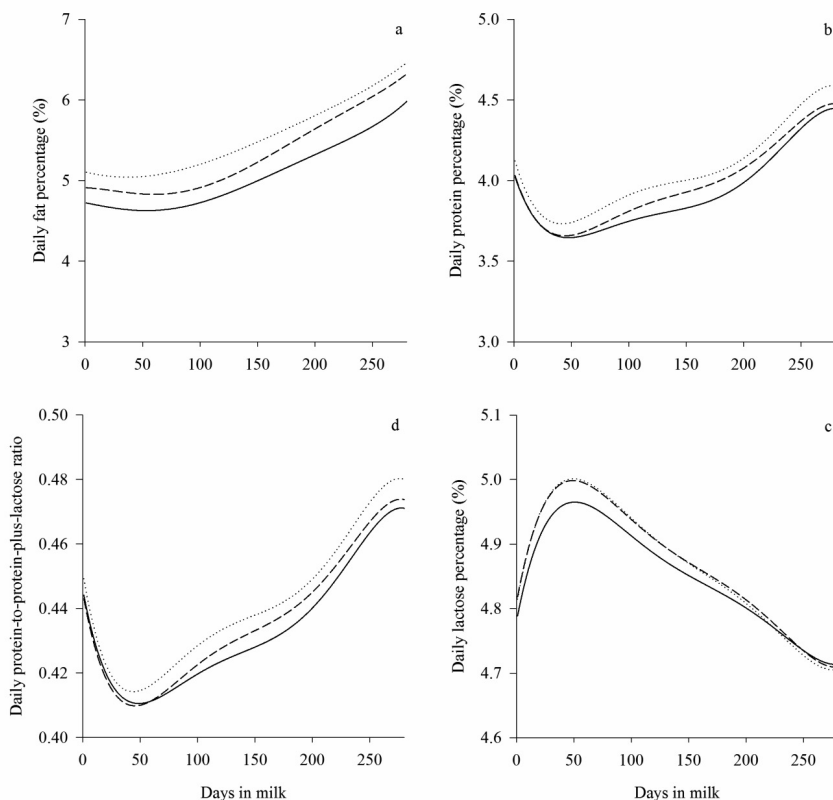 a
7
6
5
4
3
Daily fat percentage (%)
0 50 100 150 200 250
b
5.0
4.5
4.0
3.5
3.0
Daily protein percentage (%)
0 50 100 150 200 250
d
0.50
0.48
0.46
0.44
0.42
0.40
Daily protein-to-protein-plus-lactose ratio
0 50 100 150 200 250
Days in milk
c
5.1
5.0
4.9
4.8
4.7
4.6
Daily lactose percentage (%)
0 50 100 150 200 250
Days in milk